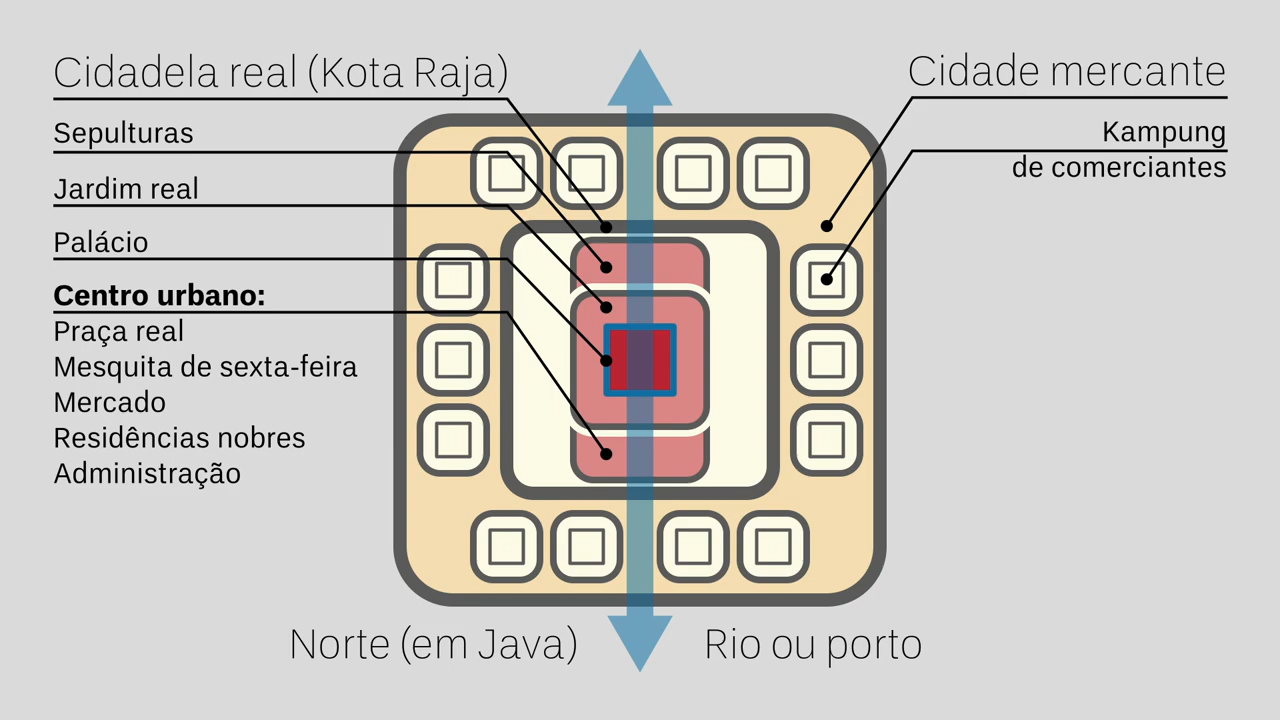 Cidadela real (Kota Raja)
Sepulturas
Jardim real
Palácio
Centro urbano:
Praça real
Mesquita de sexta-feira
Mercado
Residências nobres
Administração
Cidade mercante
Kampung
de comerciantes
Norte (em Java)
Rio ou porto